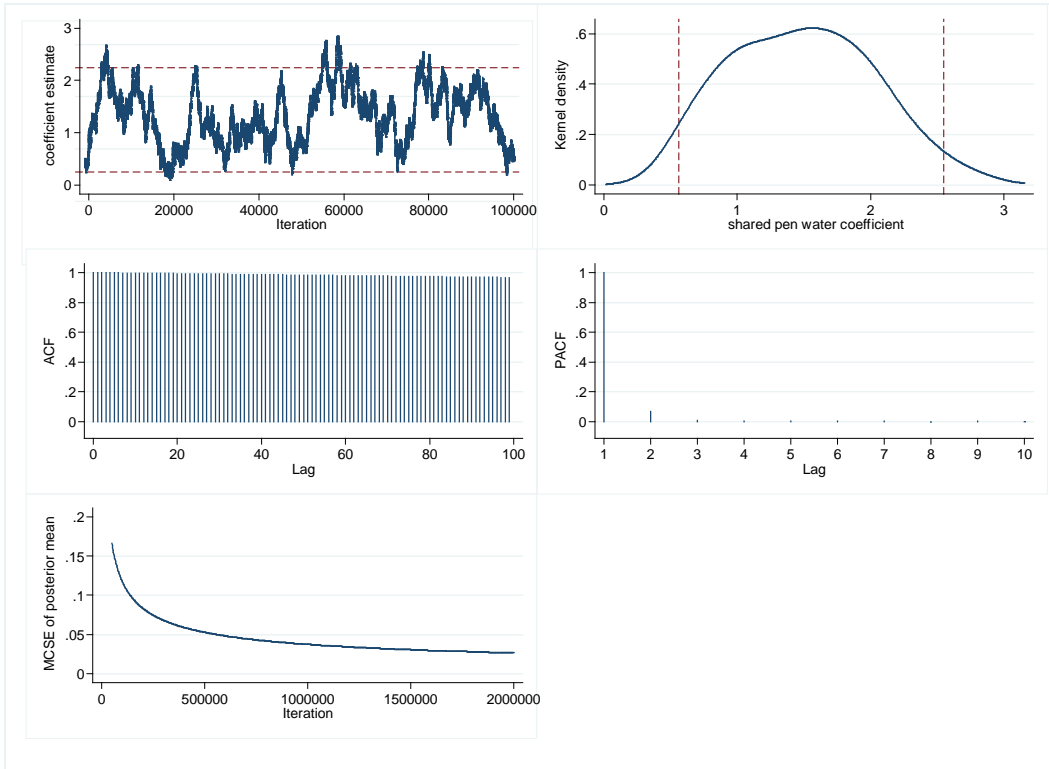 coefficient estimate
3
2
1
0
0 20000 40000 60000 80000 100000
Iteration
Kernel density
.6
.4
.2
0
0 1 2 3
shared pen water coefficient
ACF
1
.8
.6
.4
.2
0
0 20 40 60 80 100
Lag
PACF
1
.8
.6
.4
.2
0
1 2 3 4 5 6 7 8 9 10
Lag
MCSE of posterior mean
.2
.15
.1
.05
0
0 500000 1000000 1500000 2000000
Iteration